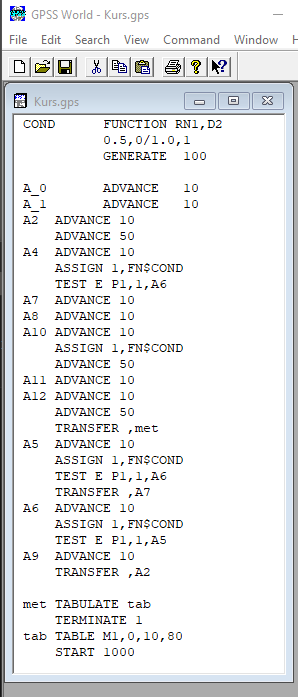 GPSS World - Kurs.gps
File Edit Search View Command Window H
Kurs.gps
COND FUNCTION RN1,D2
0.5,0/1.0,1
GENERATE 100
A_0 ADVANCE 10
A_1 ADVANCE 10
A2 ADVANCE 10
ADVANCE 50
A4 ADVANCE 10
ASSIGN 1,FN$COND
TEST E P1,1,A6
A7 ADVANCE 10
A8 ADVANCE 10
A10 ADVANCE 10
ASSIGN 1,FN$COND
ADVANCE 50
A11 ADVANCE 10
A12 ADVANCE 10
ADVANCE 50
TRANSFER ,met
A5 ADVANCE 10
ASSIGN 1,FN$COND
TEST E P1,1,A6
TRANSFER ,A7
A6 ADVANCE 10
ASSIGN 1,FN$COND
TEST E P1,1,A5
A9 ADVANCE 10
TRANSFER ,A2
met TABULATE tab
TERMINATE 1
tab TABLE M1,0,10,80
START 1000